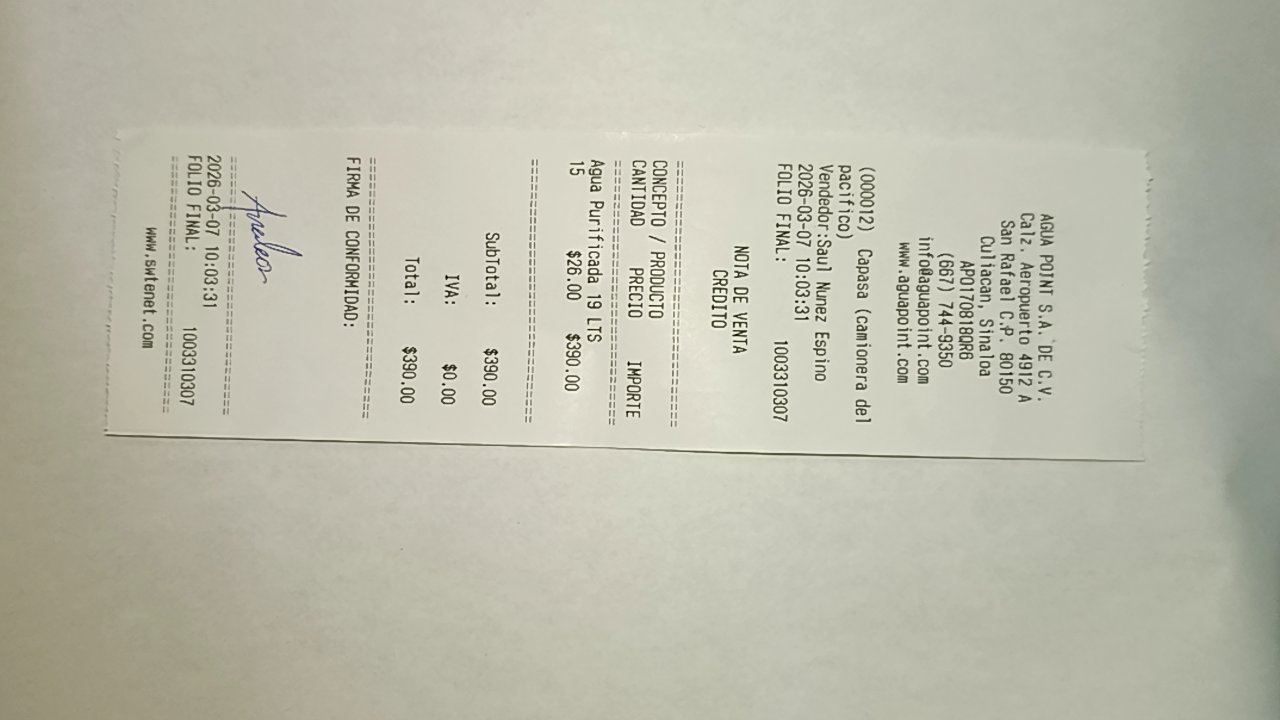 AGUA POINT S.A. DE C.V.
Calz. Aeropuerto 4912 A
San Rafael C.P. 80150
Culiacan, Sinaloa
APO170818QR6
(667) 744-9350
info@aguapoint.com
www.aguapoint.com
(000012) Capasa (camionera del
pacifico)
Vendedor:Saul Nunez Espino
2026-03-07 10:03:31
FOLIO FINAL: 1003310307
NOTA DE VENTA
CREDITO
CONCEPTO / PRODUCTO
CANTIDAD PRECIO IMPORTE
Agua Purificada 19 LTS
15 $26.00 $390.00
SubTotal: $390.00
IVA: $0.00
Total: $390.00
FIRMA DE CONFORMIDAD:
2026-03-07 10:03:31
FOLIO FINAL: 1003310307
www.swtenet.com